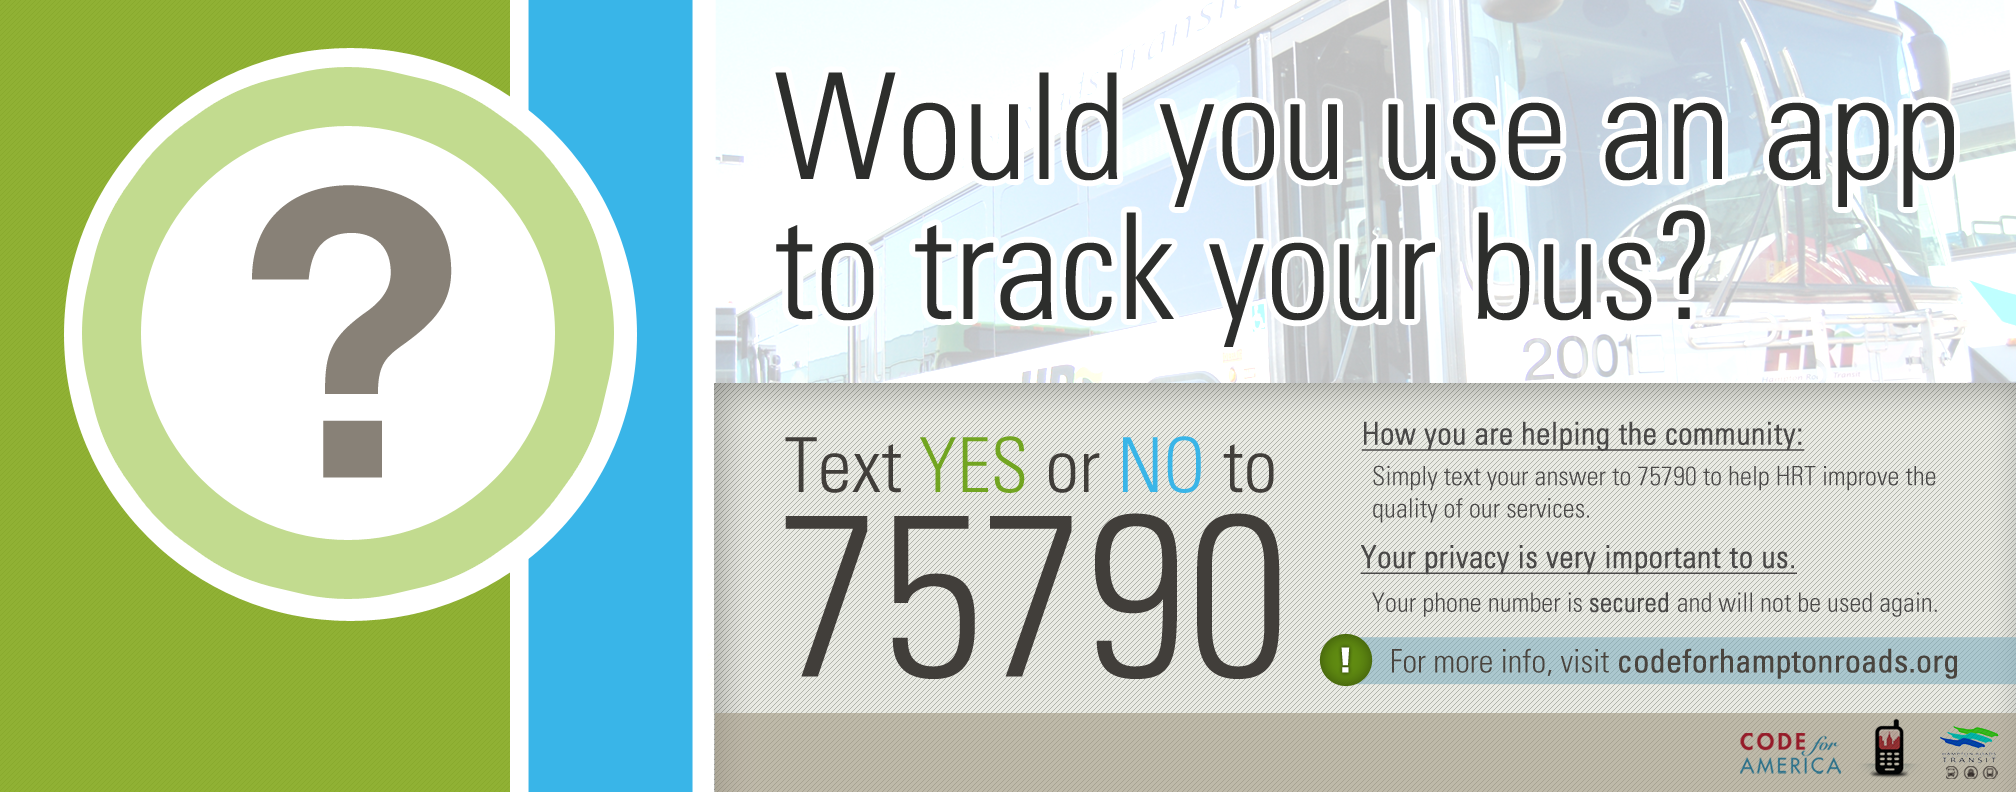 ?
Would you use an app
to track your bus?
2001
HRT
Text YES or NO to
75790
How you are helping the community:
Simply text your answer to 75790 to help HRT improve the
quality of our services.
Your privacy is very important to us.
Your phone number is secured and will not be used again.
! For more info, visit codeforhamptonroads.org
CODE for
AMERICA
HAMPTON ROADS
TRANSIT